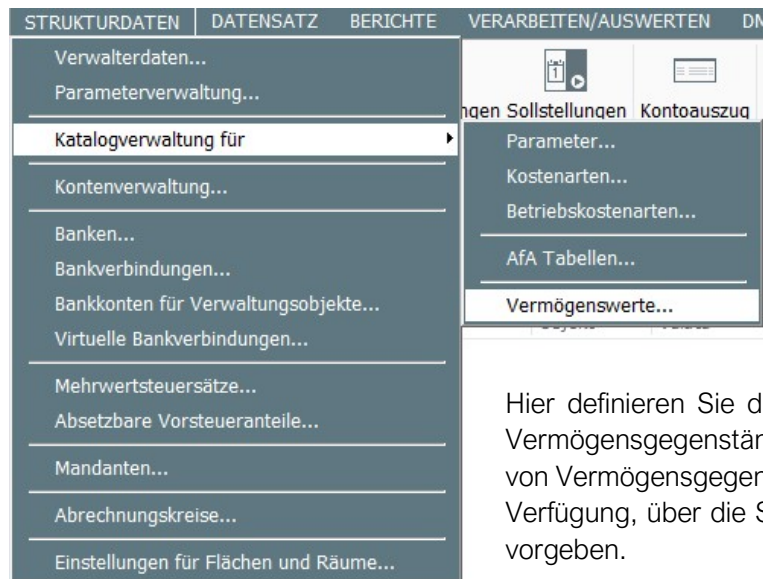 STRUKTURDATEN DATENSATZ BERICHTE VERARBEITEN/AUSWERTEN
Verwalterdaten...
Parameterverwaltung...
Katalogverwaltung für
Kontenverwaltung...
Banken...
Bankverbindungen...
Bankkonten für Verwaltungsobjekte...
Virtuelle Bankverbindungen...
Mehrwertsteuersätze...
Absetzbare Vorsteueranteile...
Mandanten...
Abrechnungskreise...
Einstellungen für Flächen und Räume...
Sollstellungen Kontoauszug
Parameter...
Kostenarten...
Betriebskostenarten...
AfA Tabellen...
Vermögenswerte...
Hier definieren Sie d
Vermögensgegenstän
von Vermögensgegen
Verfügung, über die S
vorgeben.